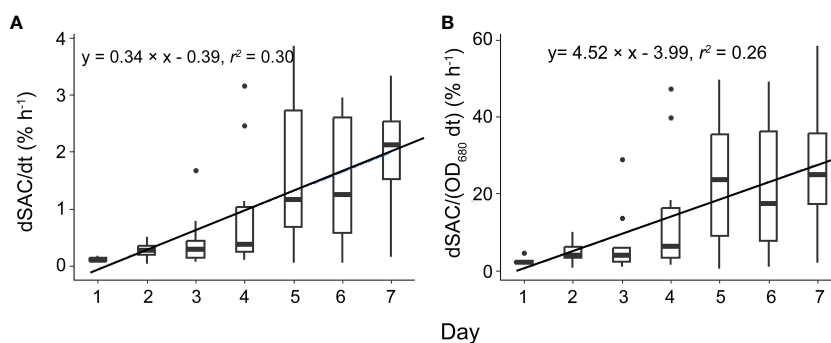 A
y = 0.34 × x - 0.39, r² = 0.30
dSAC/dt (% h⁻¹)
4
3
2
1
0
1 2 3 4 5 6 7
B
y= 4.52 × x - 3.99, r² = 0.26
dSAC/(OD₆₈₀ dt) (% h⁻¹)
60
40
20
0
1 2 3 4 5 6 7
Day